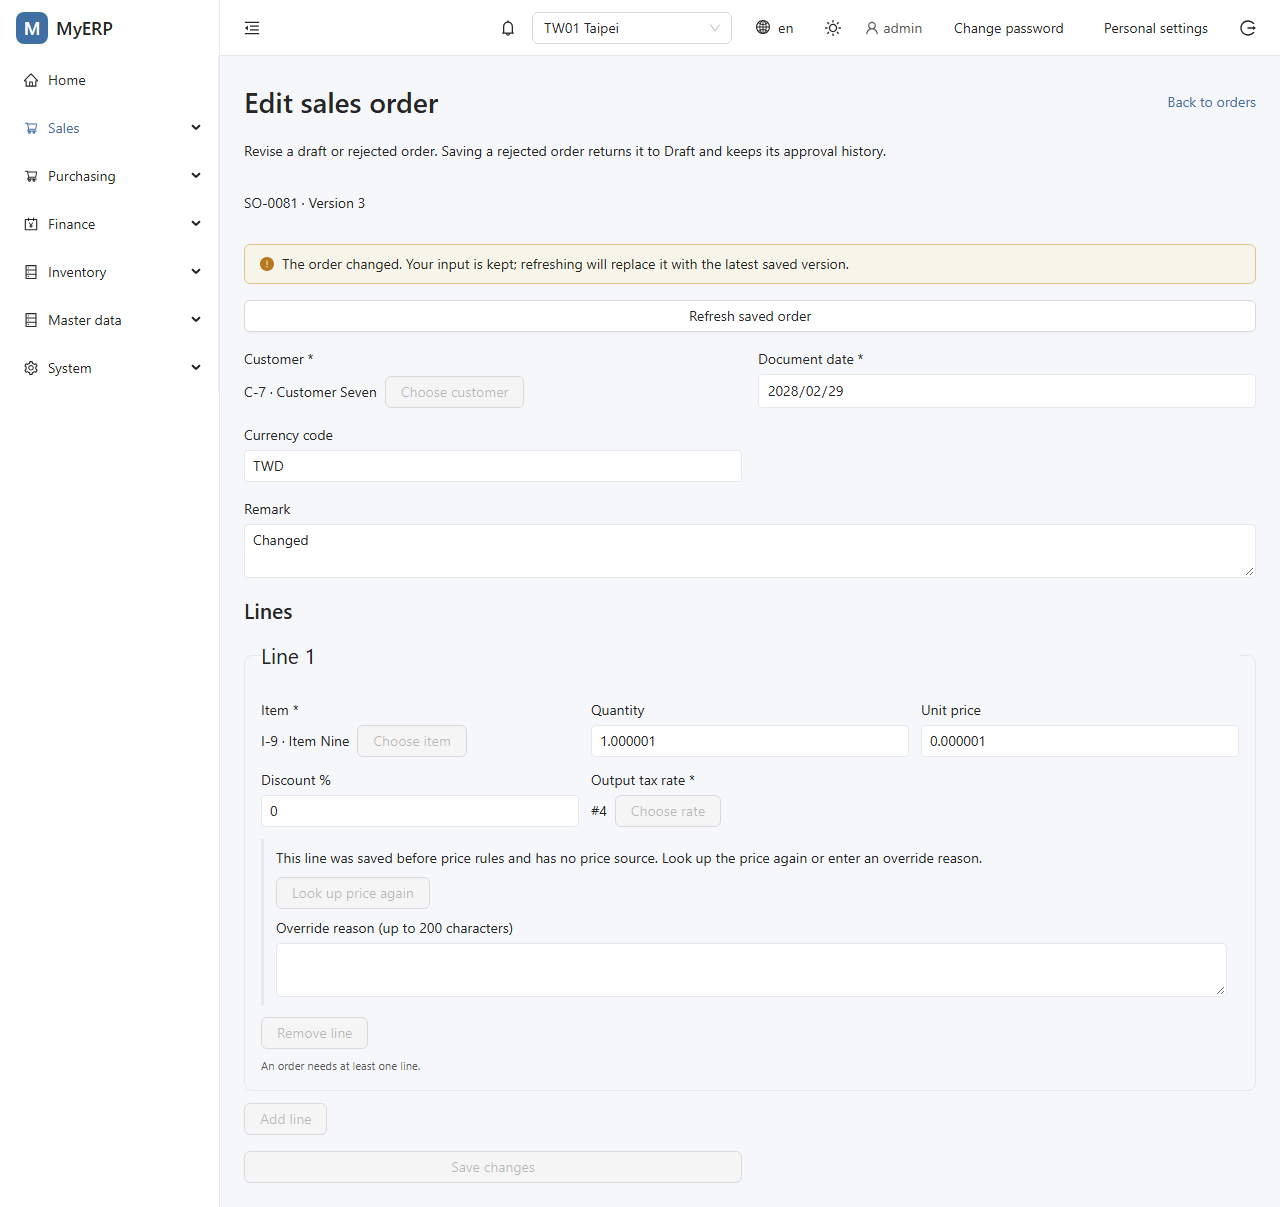 M MyERP
TW01 Taipei
en
admin
Change password
Personal settings
Home
Sales
Purchasing
Finance
Inventory
Master data
System
Edit sales order
Back to orders
Revise a draft or rejected order. Saving a rejected order returns it to Draft and keeps its approval history.
SO-0081 · Version 3
The order changed. Your input is kept; refreshing will replace it with the latest saved version.
Refresh saved order
Customer *
C-7 · Customer Seven
Choose customer
Document date *
2028/02/29
Currency code
TWD
Remark
Changed
Lines
Line 1
Item *
I-9 · Item Nine
Choose item
Quantity
1.000001
Unit price
0.000001
Discount %
0
Output tax rate *
#4
Choose rate
This line was saved before price rules and has no price source. Look up the price again or enter an override reason.
Look up price again
Override reason (up to 200 characters)
Remove line
An order needs at least one line.
Add line
Save changes